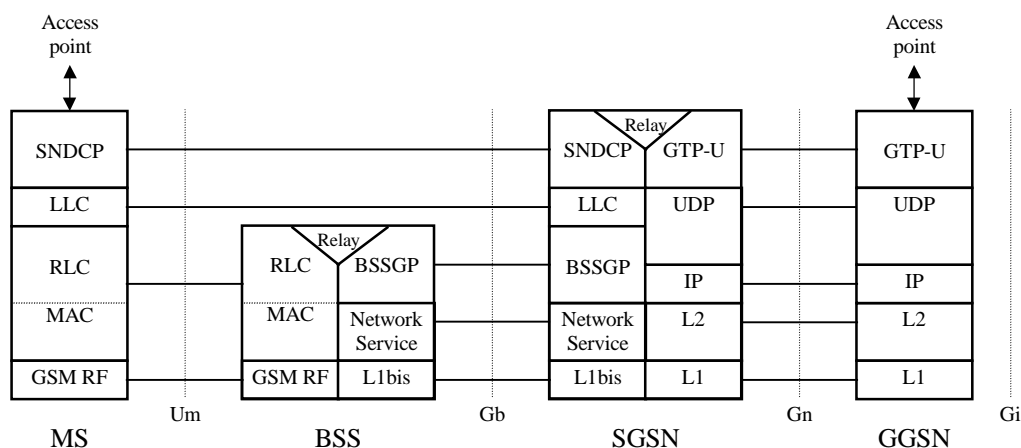 Access
point
Access
point
Relay
SNDCP
SNDCP
GTP-U
GTP-U
LLC
LLC
UDP
UDP
Relay
RLC
RLC
BSSGP
BSSGP
IP
IP
MAC
MAC
Network
Service
Network
Service
L2
L2
GSM RF
GSM RF
L1bis
L1bis
L1
L1
Um
Gb
Gn
Gi
MS
BSS
SGSN
GGSN